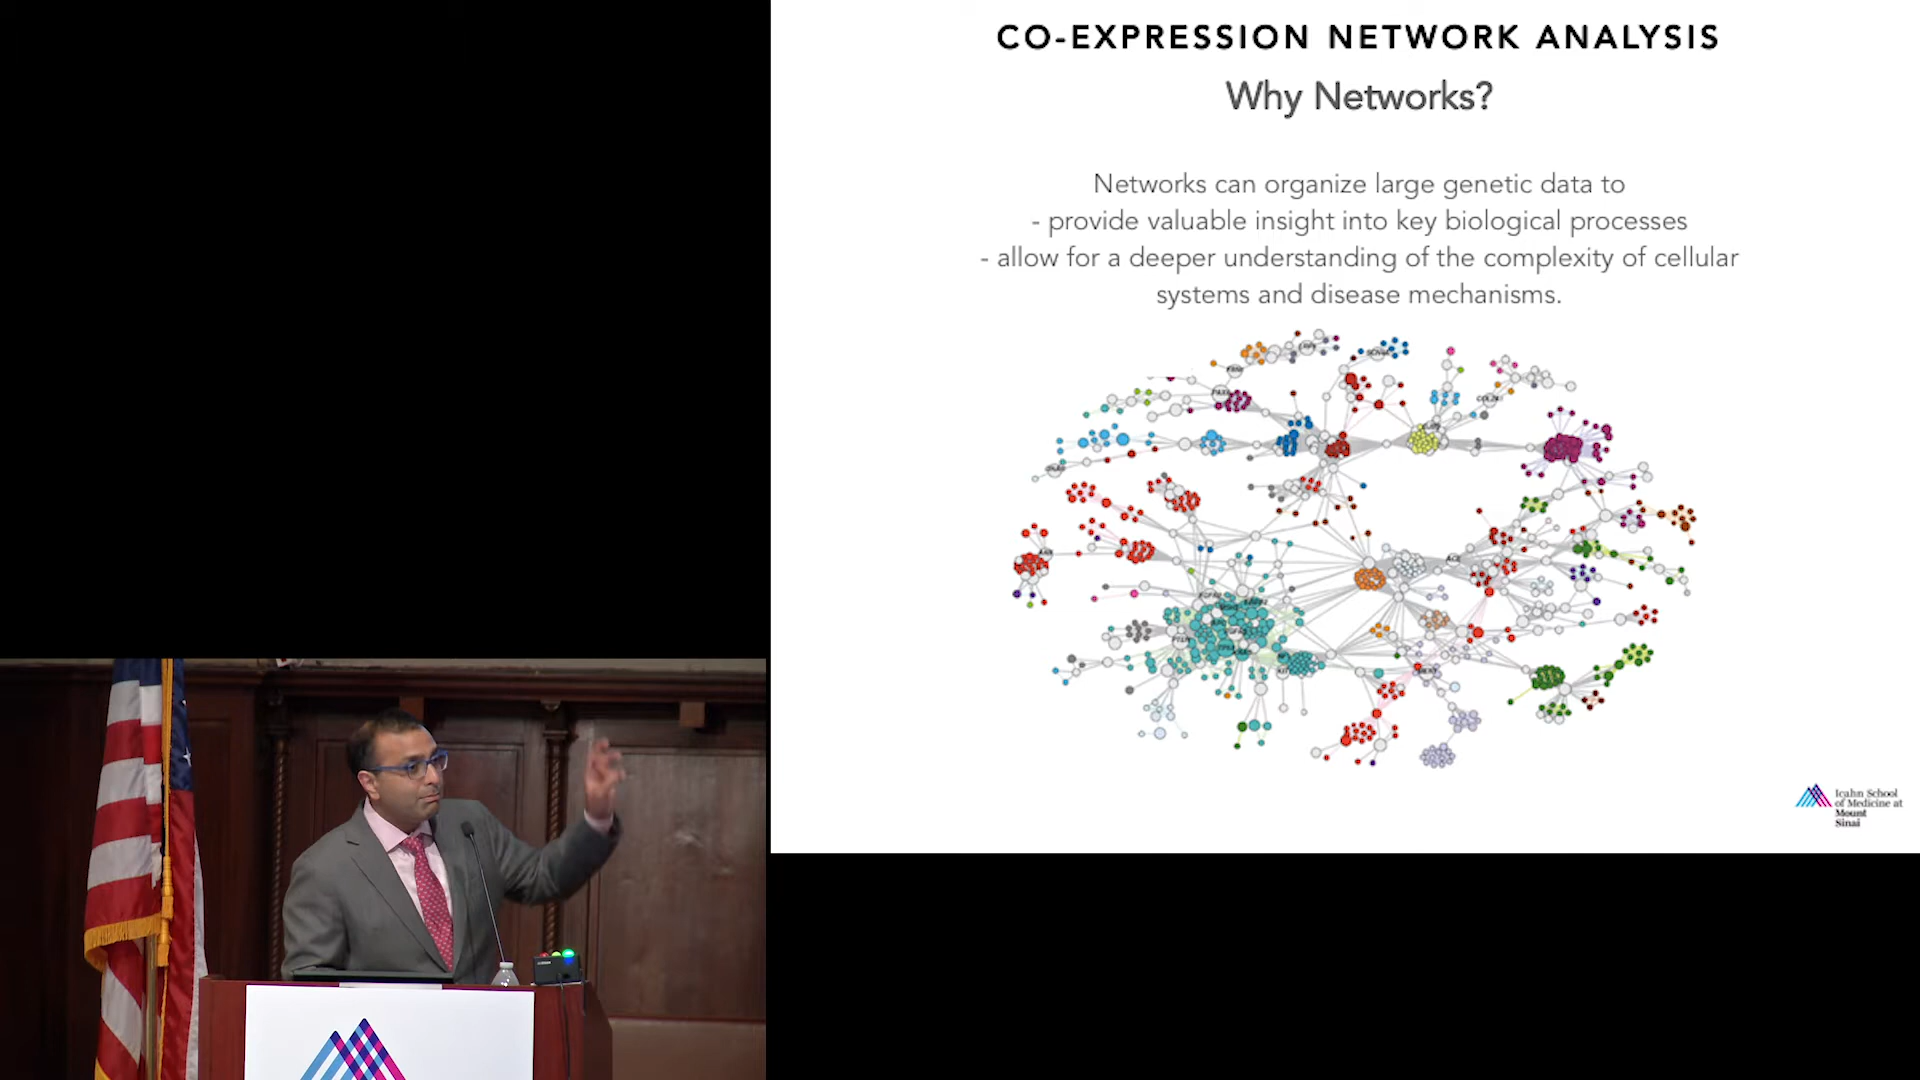 CO-EXPRESSION NETWORK ANALYSIS
Why Networks?
Networks can organize large genetic data to
- provide valuable insight into key biological processes
- allow for a deeper understanding of the complexity of cellular
systems and disease mechanisms.
Icahn School
of Medicine at
Mount
Sinai